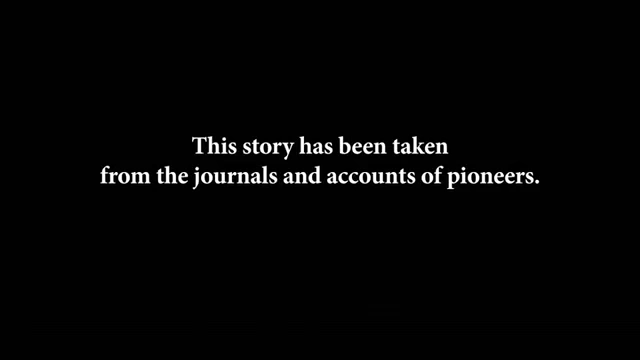 This story has been taken
from the journals and accounts of pioneers.